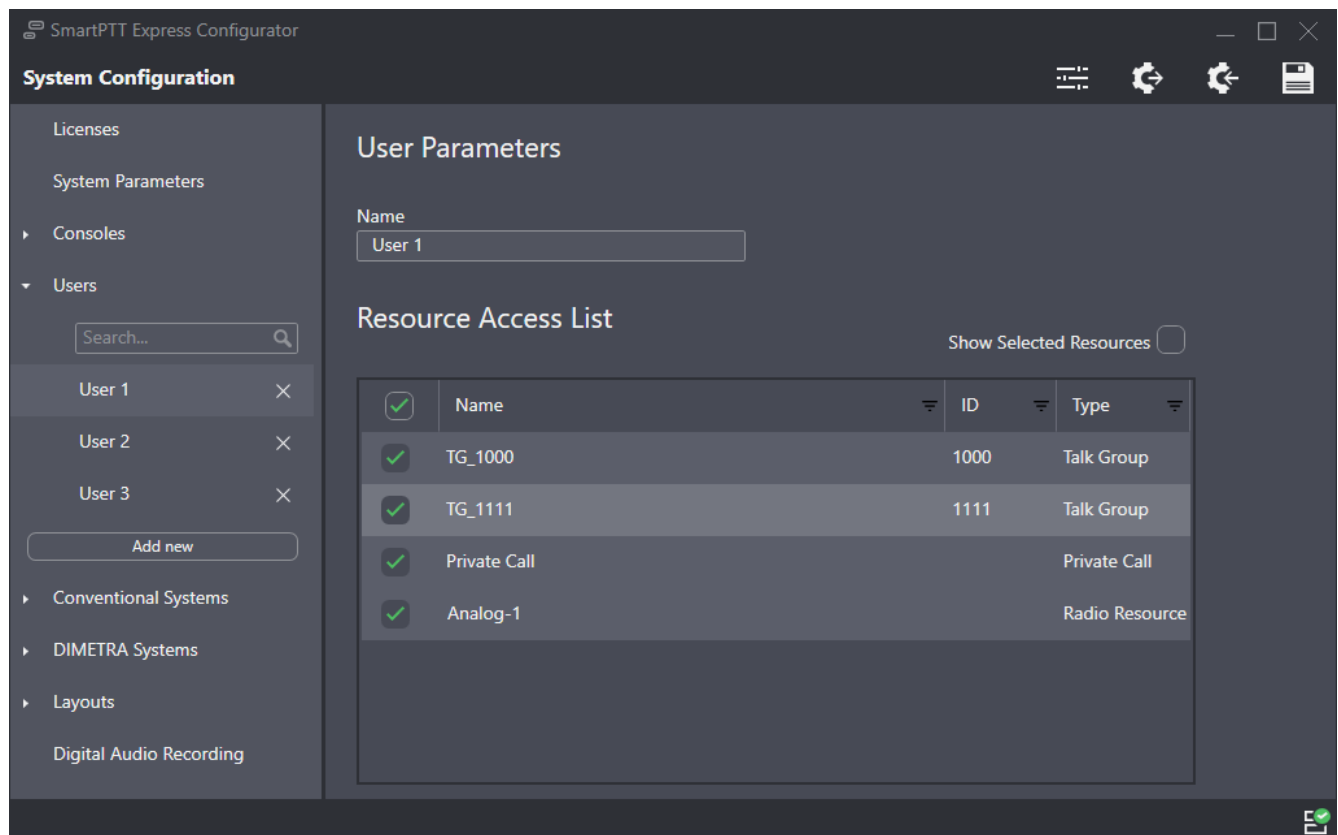 SmartPTT Express Configurator
System Configuration
Licenses
System Parameters
Consoles
Users
Search...
User 1
User 2
User 3
Add new
Conventional Systems
DIMETRA Systems
Layouts
Digital Audio Recording
User Parameters
Name
User 1
Resource Access List
Show Selected Resources
Name ID Type
TG_1000 1000 Talk Group
TG_1111 1111 Talk Group
Private Call Private Call
Analog-1 Radio Resource